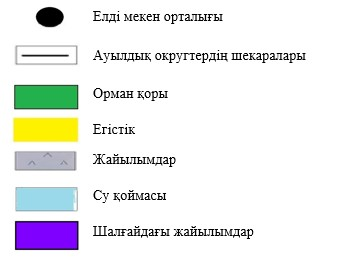 Елді мекен орталығы
Ауылдық округтердің шекаралары
Орман қоры
Егістік
Жайылымдар
Су қоймасы
Шалғайдағы жайылымдар